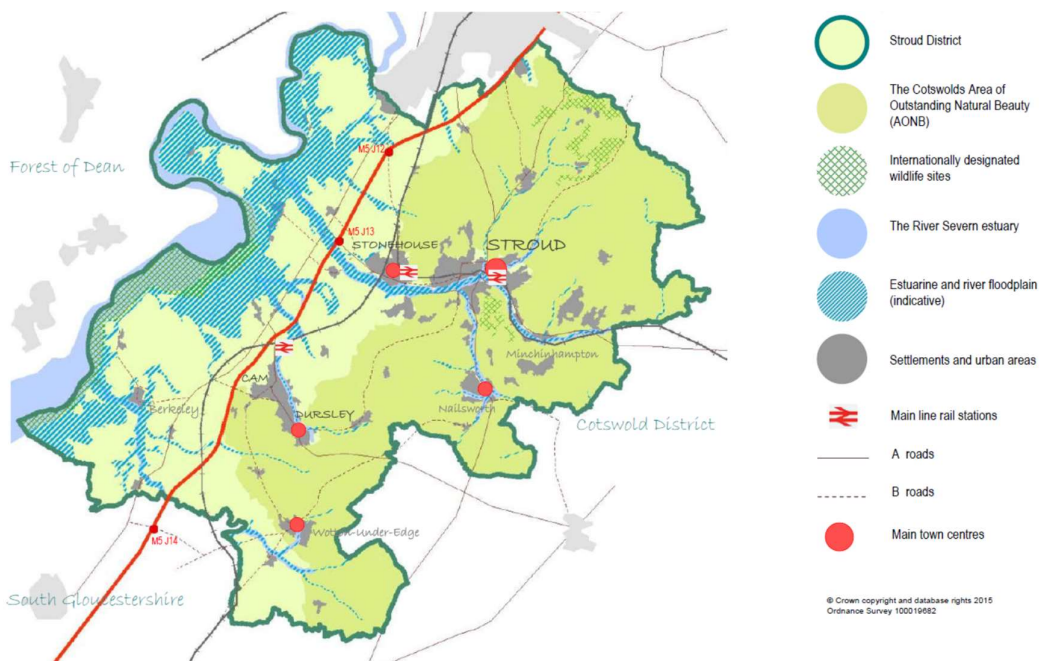 Forest of Dean
M5 J12
M5 J13
STONEHOUSE
STROUD
Minchinhampton
CAM
Berkeley
DURSLEY
Nailsworth
Cotswold District
Wotton-Under-Edge
M5 J14
South Gloucestershire
Stroud District
The Cotswolds Area of
Outstanding Natural Beauty
(AONB)
Internationally designated
wildlife sites
The River Severn estuary
Estuarine and river floodplain
(indicative)
Settlements and urban areas
Main line rail stations
A roads
B roads
Main town centres
© Crown copyright and database rights 2015
Ordnance Survey 100019682